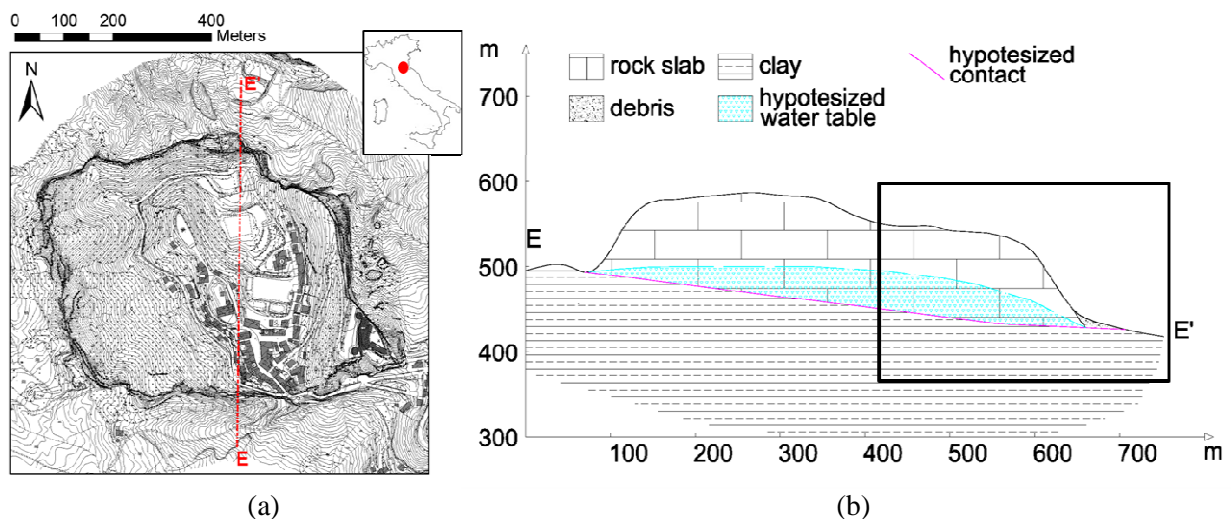 0 100 200 400
Meters
N
E'
E
(a)
m
rock slab
clay
hypotesized
contact
debris
hypotesized
water table
700
600
E
500
400
E'
300
100 200 300 400 500 600 700 m
(b)